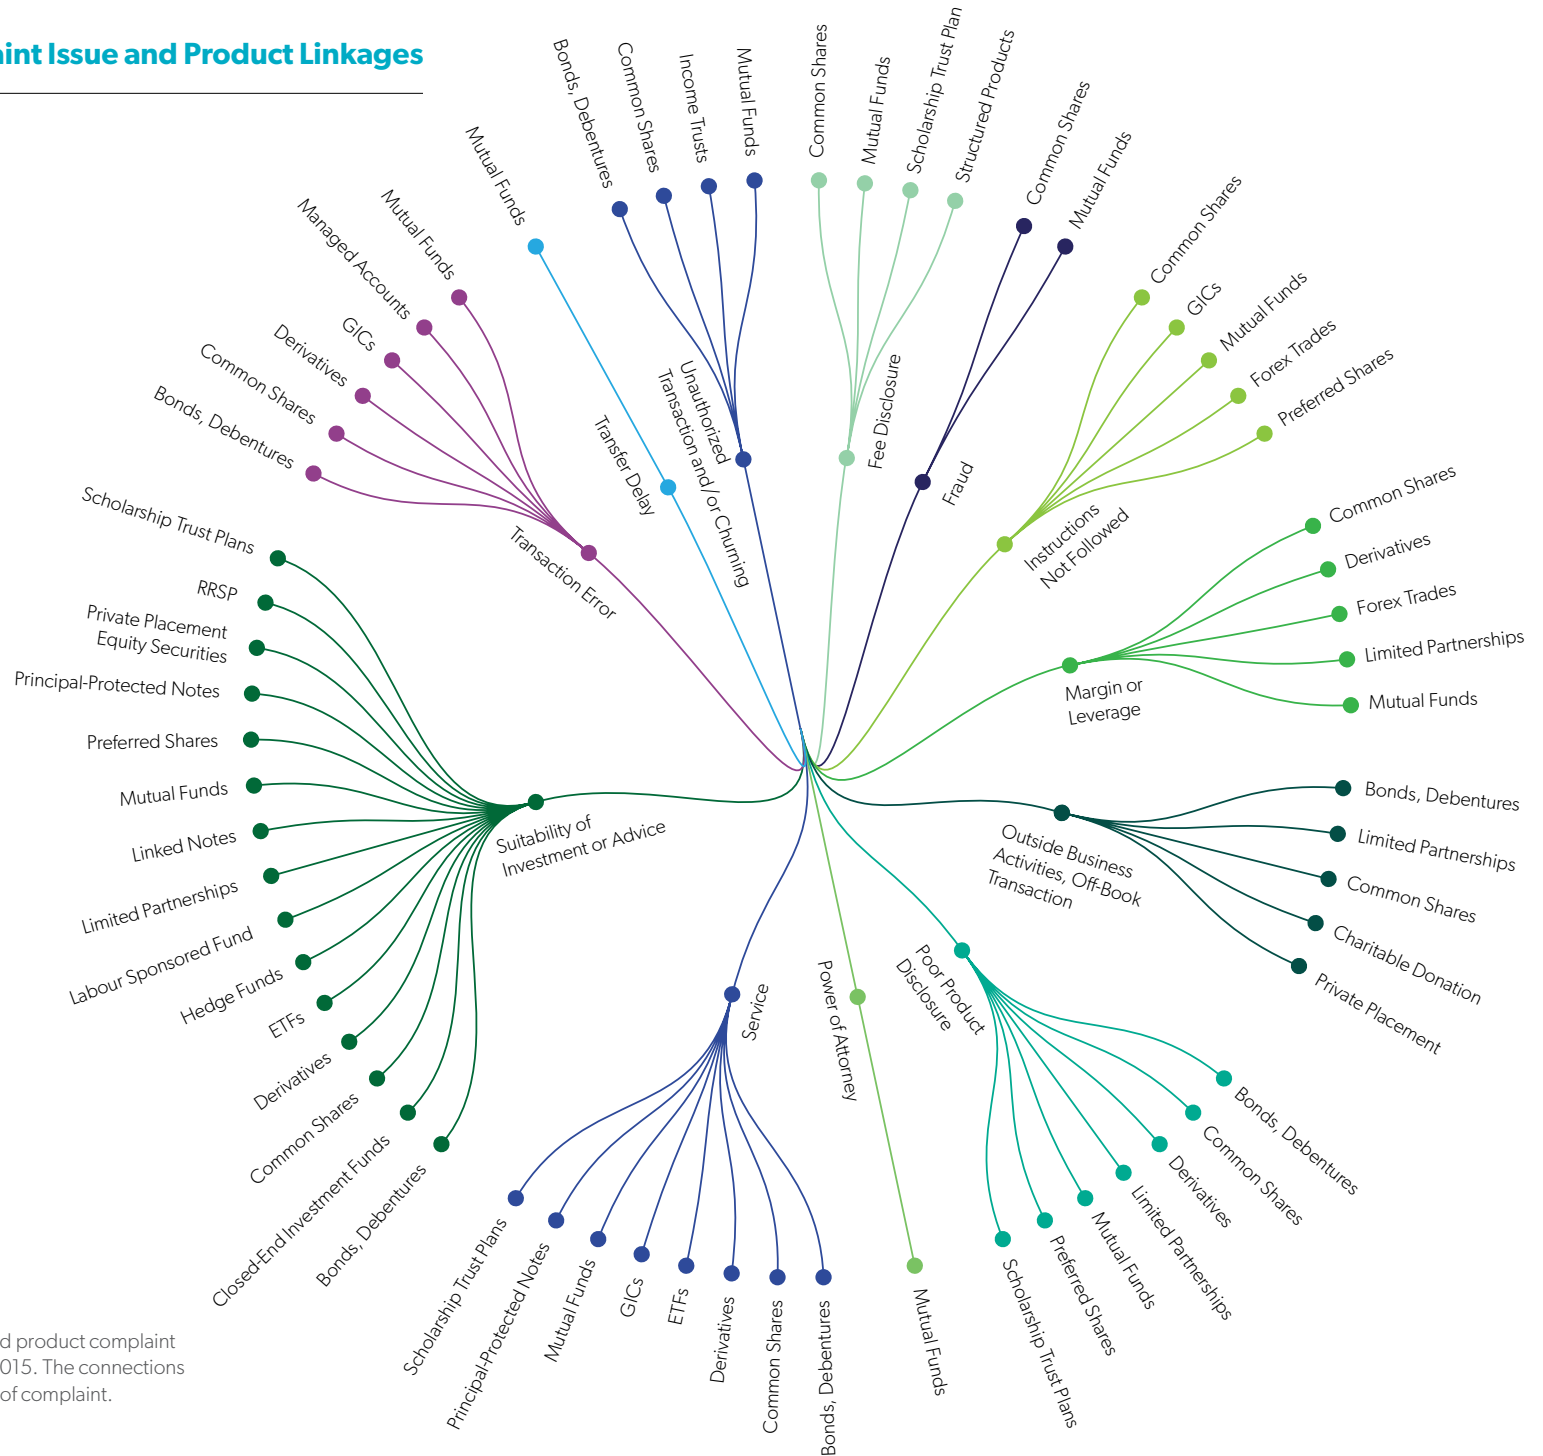 aint Issue and Product Linkages
Mutual Funds
Transfer Delay
Bonds, Debentures
Common Shares
Income Trusts
Mutual Funds
Unauthorized
Transaction and/or Churning
Common Shares
Mutual Funds
Scholarship Trust Plan
Structured Products
Fee Disclosure
Common Shares
Mutual Funds
Fraud
Common Shares
GICs
Mutual Funds
Forex Trades
Preferred Shares
Instructions
Not Followed
Common Shares
Derivatives
Forex Trades
Limited Partnerships
Mutual Funds
Margin or
Leverage
Bonds, Debentures
Limited Partnerships
Common Shares
Charitable Donation
Private Placement
Outside Business
Activities, Off-Book
Transaction
Bonds, Debentures
Common Shares
Derivatives
Limited Partnerships
Mutual Funds
Preferred Shares
Scholarship Trust Plans
Poor Product
Disclosure
Mutual Funds
Power of Attorney
Bonds, Debentures
Common Shares
Derivatives
ETFs
GICs
Mutual Funds
Principal-Protected Notes
Scholarship Trust Plans
Service
Bonds, Debentures
Closed-End Investment Funds
Common Shares
Derivatives
ETFs
Hedge Funds
Labour Sponsored Fund
Limited Partnerships
Linked Notes
Mutual Funds
Preferred Shares
Principal-Protected Notes
Private Placement
Equity Securities
RRSP
Scholarship Trust Plans
Suitability of
Investment or Advice
Bonds, Debentures
Common Shares
Derivatives
GICs
Managed Accounts
Mutual Funds
Transaction Error
d product complaint
015. The connections
of complaint.